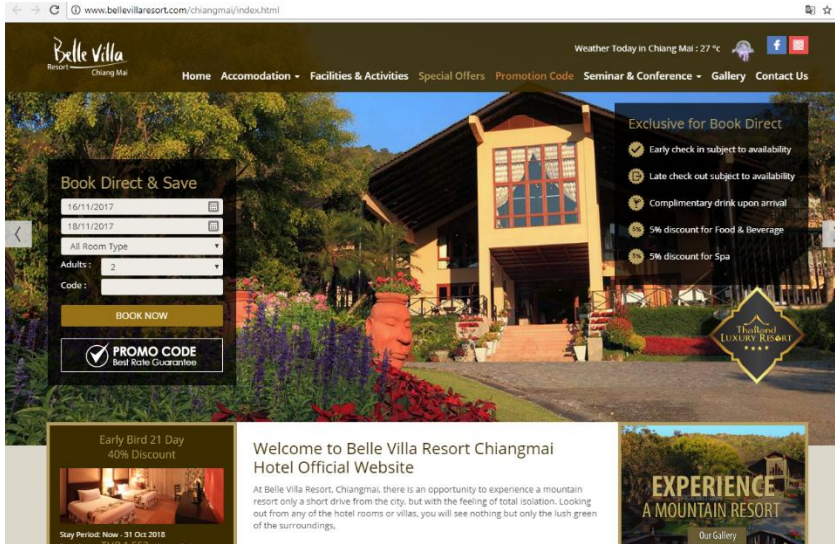 www.bellevillaresort.com/chiangmai/index.html
Belle Villa
Resort
Chiang Mai
Weather Today in Chiang Mai : 27 °c
Home Accomodation Facilities & Activities Special Offers Promotion Code Seminar & Conference Gallery Contact Us
Exclusive for Book Direct
Early check in subject to availability
Late check out subject to availability
Complimentary drink upon arrival
5% 5% discount for Food & Beverage
5% 5% discount for Spa
Book Direct & Save
16/11/2017
18/11/2017
All Room Type
Adults : 2
Code :
BOOK NOW
PROMO CODE
Best Rate Guarantee
Thailand
LUXURY RESORT
Early Bird 21 Day
40% Discount
Stay Period: Now - 31 Oct 2018
Welcome to Belle Villa Resort Chiangmai
Hotel Official Website
At Belle Villa Resort, Chiangmai, there is an opportunity to experience a mountain
resort only a short drive from the city, but with the feeling of total isolation. Looking
out from any of the hotel rooms or villas, you will see nothing but only the lush green
of the surroundings,
EXPERIENCE
A MOUNTAIN RESORT
Our Gallery